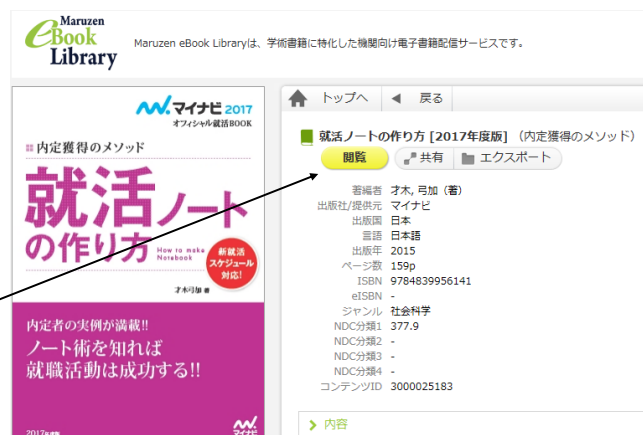 Maruzen
eBook
Library
Maruzen eBook Libraryは、学術書籍に特化した機関向け電子書籍配信サービスです。
マイナビ 2017
オフィシャル就活BOOK
内定獲得のメソッド
就活ノート
の作り方
How to make
Notebook
新就活
スケジュール
対応!
才木弓加 著
内定者の実例が満載!!
ノート術を知れば
就職活動は成功する!!
2017年度版
マイナビ
トップへ ◀ 戻る
就活ノートの作り方 [2017年度版] （内定獲得のメソッド）
閲覧 共有 エクスポート
著編者 才木, 弓加（著）
出版社/提供元 マイナビ
出版国 日本
言語 日本語
出版年 2015
ページ数 159p
ISBN 9784839956141
eISBN -
ジャンル 社会科学
NDC分類1 377.9
NDC分類2 -
NDC分類3 -
NDC分類4 -
コンテンツID 3000025183
内容